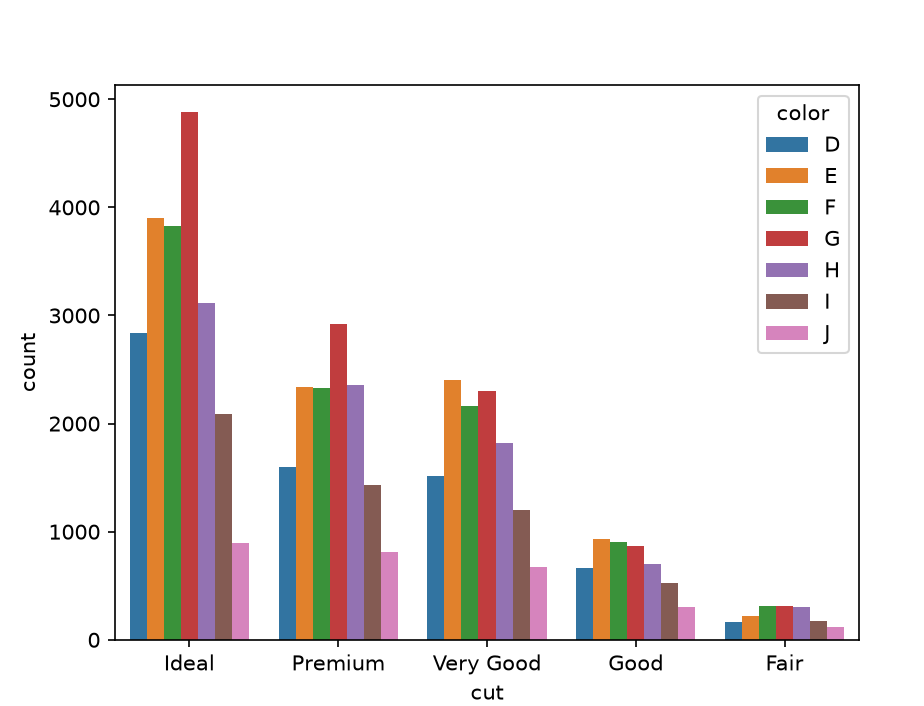 5000
4000
3000
2000
1000
0
count
Ideal
Premium
Very Good
Good
Fair
cut
color
D
E
F
G
H
I
J